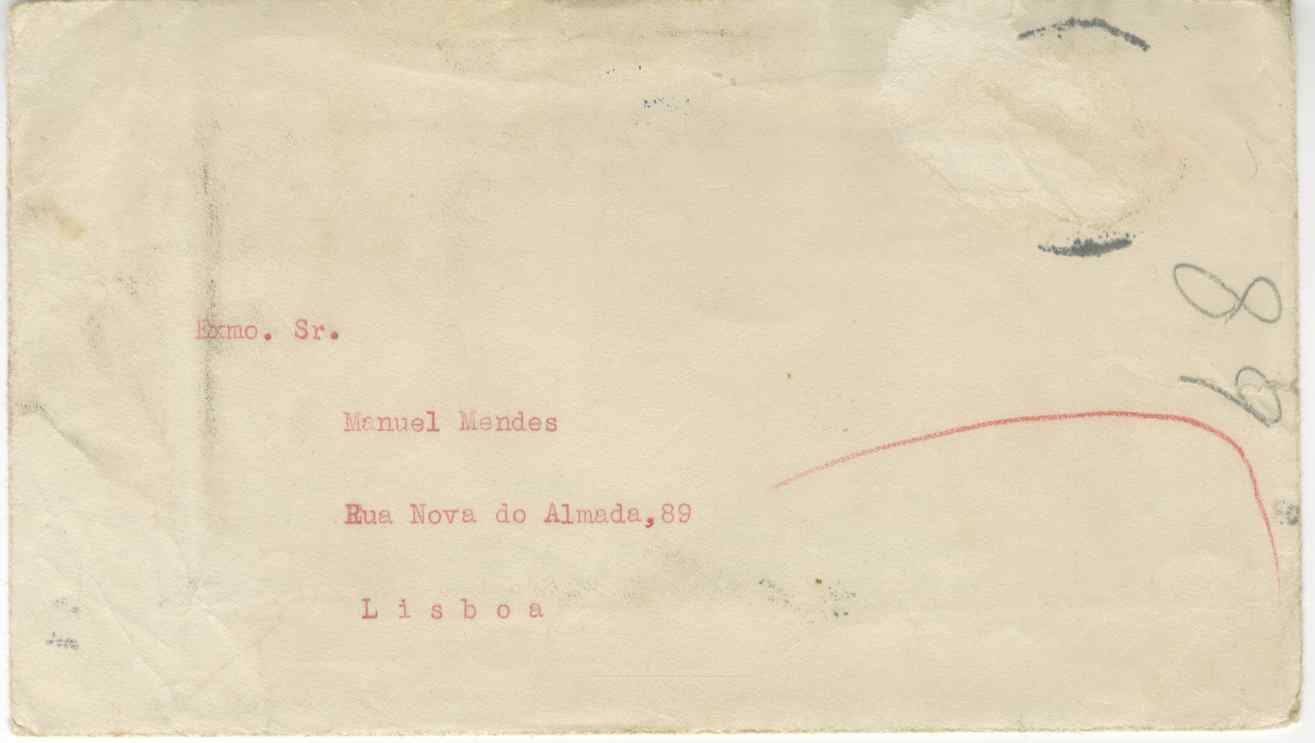 Exmo. Sr.
Manuel Mendes
Rua Nova do Almada,89
L i s b o a